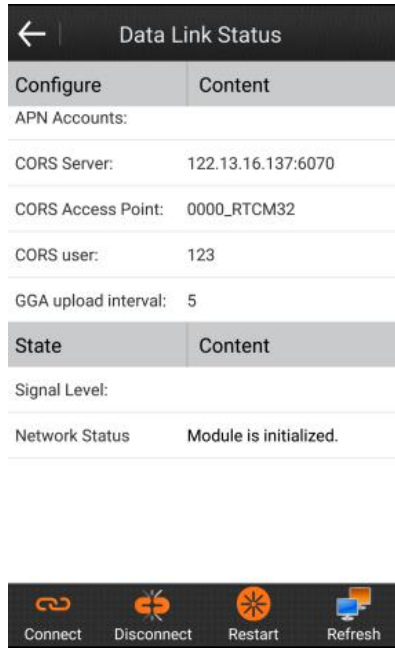 Data Link Status
Configure Content
APN Accounts:
CORS Server: 122.13.16.137:6070
CORS Access Point: 0000_RTCM32
CORS user: 123
GGA upload interval: 5
State Content
Signal Level:
Network Status Module is initialized.
Connect Disconnect Restart Refresh